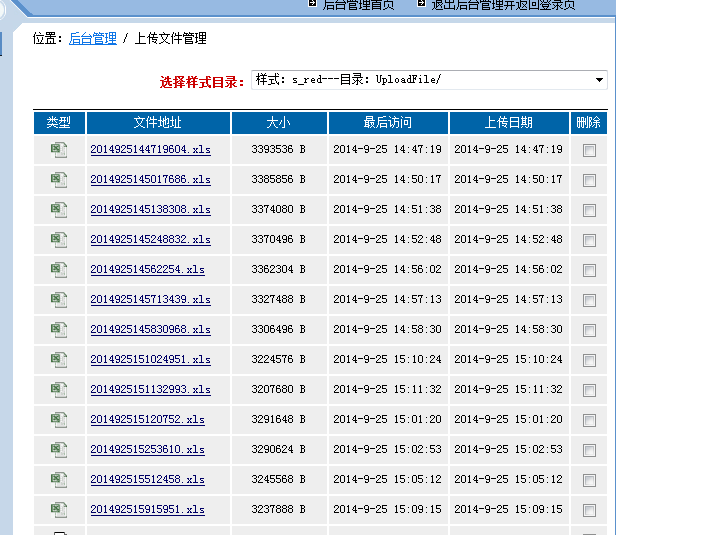 后台管理首页 退出后台管理并返回登录页
位置：后台管理 / 上传文件管理
选择样式目录： 样式：s_red---目录：UploadFile/
类型 文件地址 大小 最后访问 上传日期 删除
2014925144719604.xls 3393536 B 2014-9-25 14:47:19 2014-9-25 14:47:19
2014925145017686.xls 3385856 B 2014-9-25 14:50:17 2014-9-25 14:50:17
2014925145138308.xls 3374080 B 2014-9-25 14:51:38 2014-9-25 14:51:38
2014925145248832.xls 3370496 B 2014-9-25 14:52:48 2014-9-25 14:52:48
201492514562254.xls 3362304 B 2014-9-25 14:56:02 2014-9-25 14:56:02
2014925145713439.xls 3327488 B 2014-9-25 14:57:13 2014-9-25 14:57:13
2014925145830968.xls 3306496 B 2014-9-25 14:58:30 2014-9-25 14:58:30
2014925151024951.xls 3224576 B 2014-9-25 15:10:24 2014-9-25 15:10:24
2014925151132993.xls 3207680 B 2014-9-25 15:11:32 2014-9-25 15:11:32
201492515120752.xls 3291648 B 2014-9-25 15:01:20 2014-9-25 15:01:20
201492515253610.xls 3290624 B 2014-9-25 15:02:53 2014-9-25 15:02:53
201492515512458.xls 3245568 B 2014-9-25 15:05:12 2014-9-25 15:05:12
201492515915951.xls 3237888 B 2014-9-25 15:09:15 2014-9-25 15:09:15